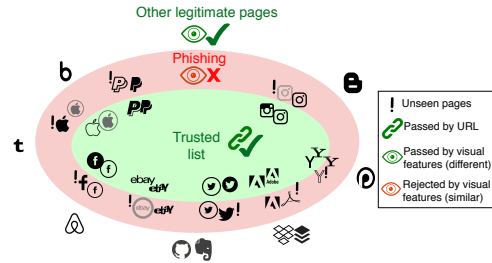 Other legitimate pages
Phishing
Trusted
list
ebay
ebay
ebay
ebay
Adobe
! Unseen pages
Passed by URL
Passed by visual
features (different)
Rejected by visual
features (similar)